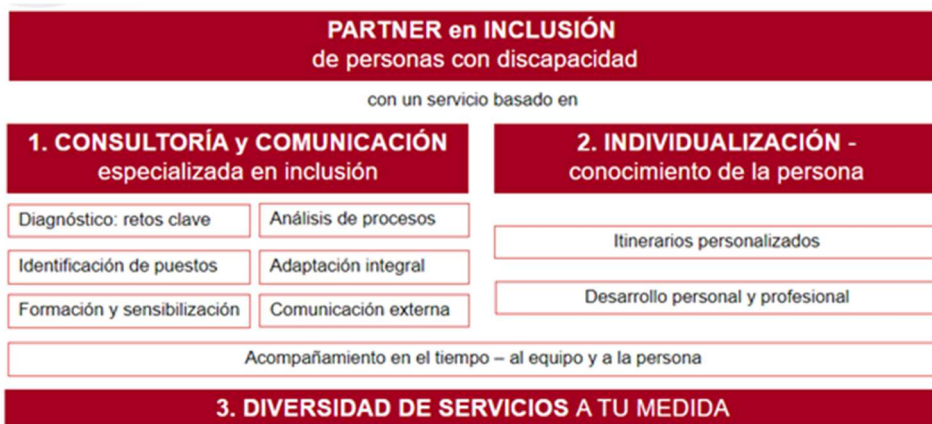 PARTNER en INCLUSIÓN
de personas con discapacidad
con un servicio basado en
1. CONSULTORÍA y COMUNICACIÓN
especializada en inclusión
Diagnóstico: retos clave
Análisis de procesos
Identificación de puestos
Adaptación integral
Formación y sensibilización
Comunicación externa
2. INDIVIDUALIZACIÓN -
conocimiento de la persona
Itinerarios personalizados
Desarrollo personal y profesional
Acompañamiento en el tiempo – al equipo y a la persona
3. DIVERSIDAD DE SERVICIOS A TU MEDIDA